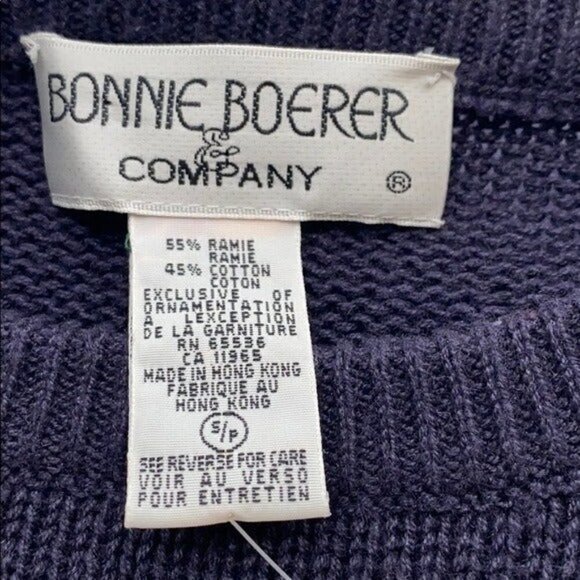 BONNIE BOERER
&
COMPANY ®
55% RAMIE
RAMIE
45% COTTON
COTON
EXCLUSIVE OF
ORNAMENTATION
A LEXCEPTION
DE LA GARNITURE
RN 65536
CA 11965
MADE IN HONG KONG
FABRIQUE AU
HONG KONG
S/P
SEE REVERSE FOR CARE
VOIR AU VERSO
POUR ENTRETIEN